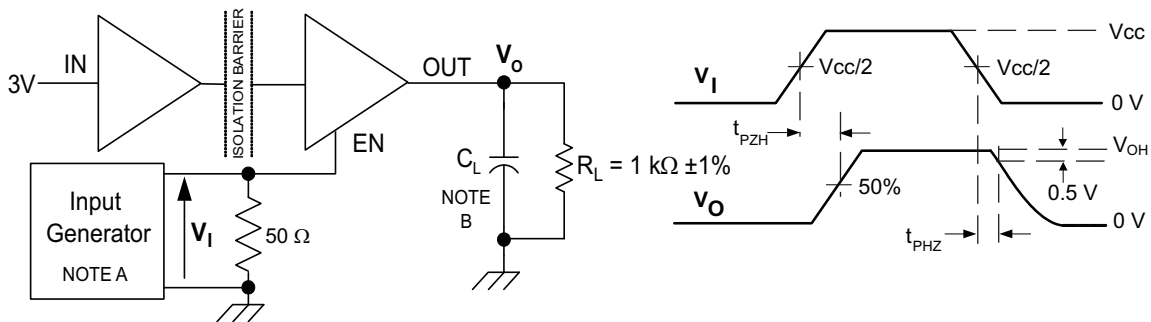 3V
IN
ISOLATION BARRIER
EN
OUT
Vo
CL
NOTE
B
RL = 1 kΩ ±1%
Input
Generator
NOTE A
VI
50 Ω
VI
Vcc/2
Vcc/2
Vcc
0 V
tPZH
VO
50%
VOH
0.5 V
0 V
tPHZ